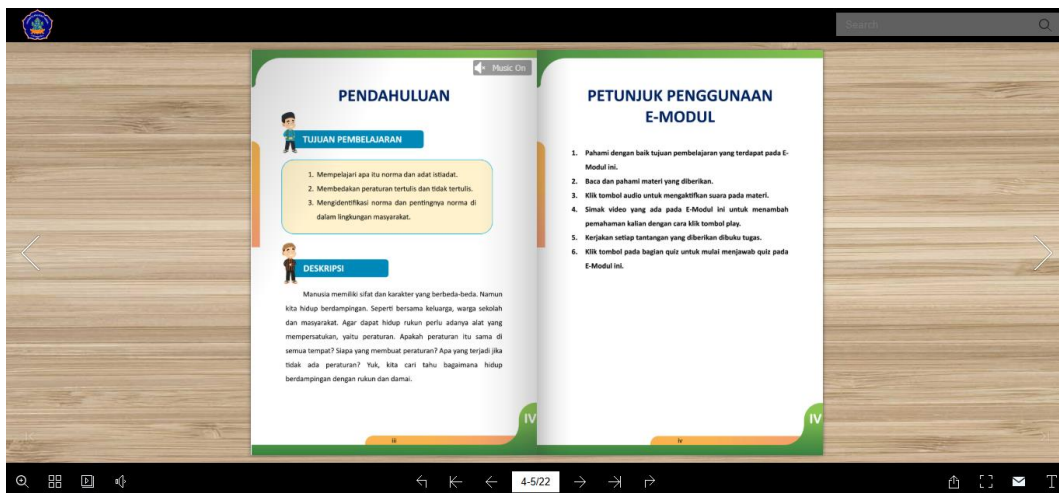 Search
Music On
PENDAHULUAN
TUJUAN PEMBELAJARAN
1. Mempelajari apa itu norma dan adat istiadat.
2. Membedakan peraturan tertulis dan tidak tertulis.
3. Mengidentifikasi norma dan pentingnya norma di
dalam lingkungan masyarakat.
DESKRIPSI
Manusia memiliki sifat dan karakter yang berbeda-beda. Namun
kita hidup berdampingan. Seperti bersama keluarga, warga sekolah
dan masyarakat. Agar dapat hidup rukun perlu adanya alat yang
mempersatukan, yaitu peraturan. Apakah peraturan itu sama di
semua tempat? Siapa yang membuat peraturan? Apa yang terjadi jika
tidak ada peraturan? Yuk, kita cari tahu bagaimana hidup
berdampingan dengan rukun dan damai.
IV
iii
PETUNJUK PENGGUNAAN
E-MODUL
1. Pahami dengan baik tujuan pembelajaran yang terdapat pada E-
Modul ini.
2. Baca dan pahami materi yang diberikan.
3. Klik tombol audio untuk mengaktifkan suara pada materi.
4. Simak video yang ada pada E-Modul ini untuk menambah
pemahaman kalian dengan cara klik tombol play.
5. Kerjakan setiap tantangan yang diberikan dibuku tugas.
6. Klik tombol pada bagian quiz untuk mulai menjawab quiz pada
E-Modul ini.
IV
iv
4-5/22